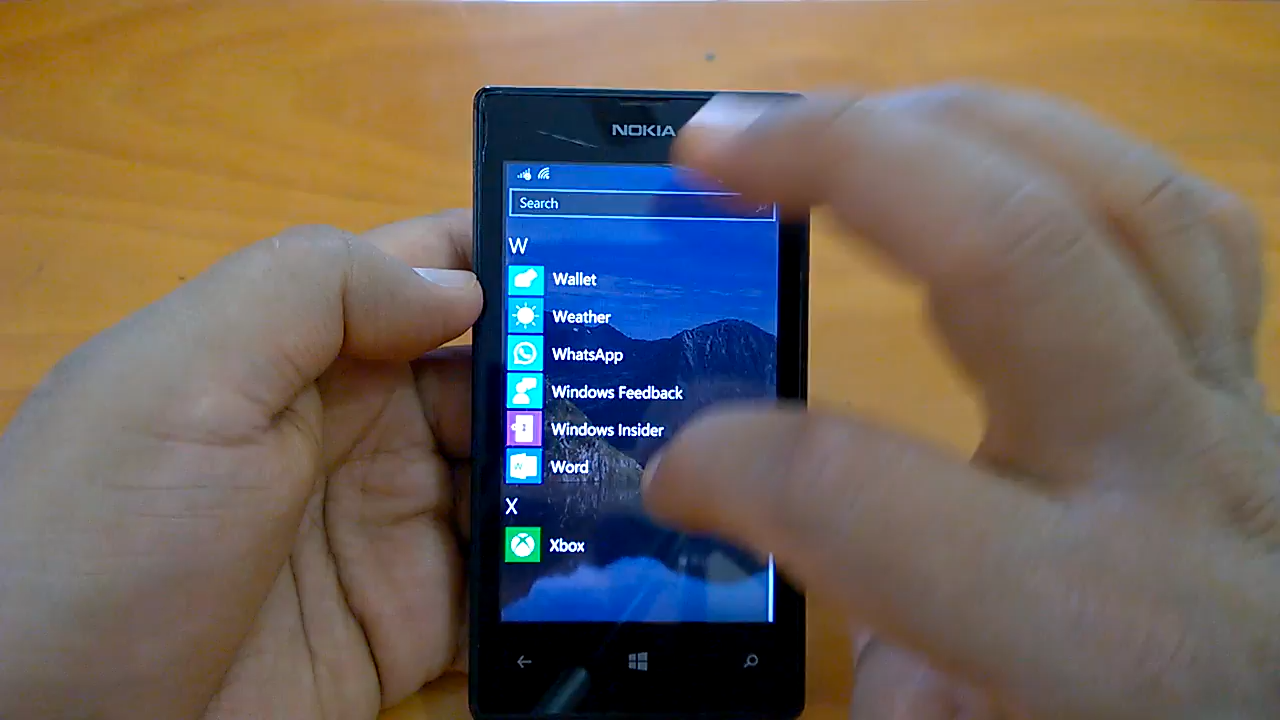 NOKIA
Search
W
Wallet
Weather
WhatsApp
Windows Feedback
Windows Insider
Word
X
Xbox